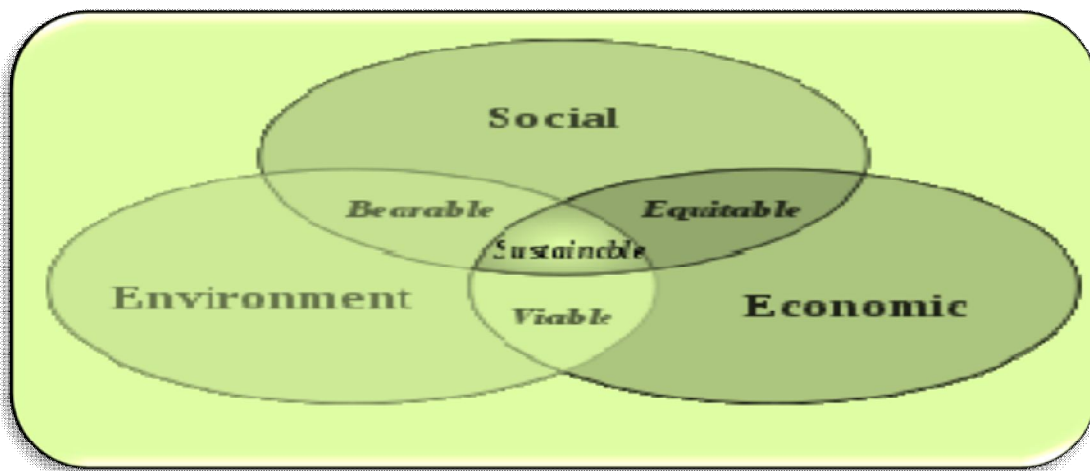 Social
Bearable
Equitable
Sustainable
Environment
Economic
Viable